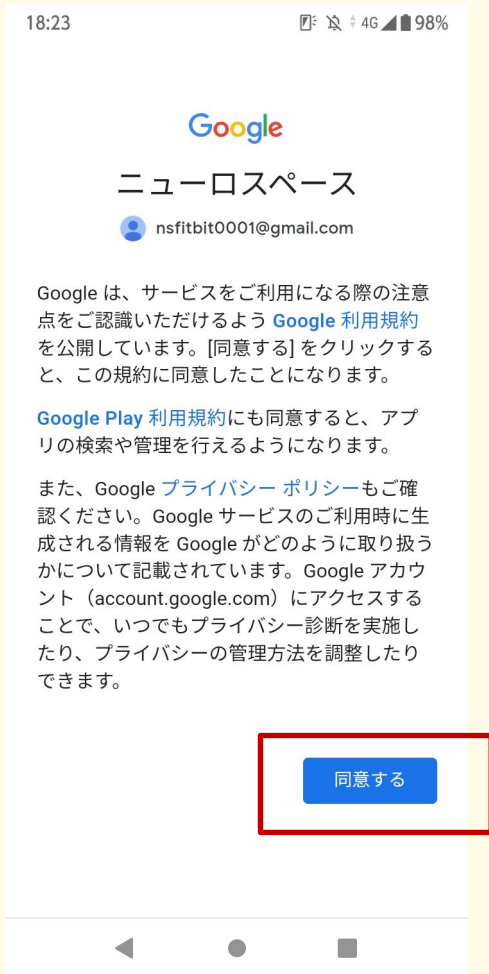 18:23
4G 98%
Google
ニューロスペース
nsfitbit0001@gmail.com
Google は、サービスをご利用になる際の注意
点をご認識いただけるよう Google 利用規約
を公開しています。[同意する] をクリックする
と、この規約に同意したことになります。
Google Play 利用規約にも同意すると、アプ
リの検索や管理を行えるようになります。
また、Google プライバシー ポリシーもご確
認ください。Google サービスのご利用時に生
成される情報を Google がどのように取り扱う
かについて記載されています。Google アカウ
ント（account.google.com）にアクセスする
ことで、いつでもプライバシー診断を実施し
たり、プライバシーの管理方法を調整したり
できます。
同意する